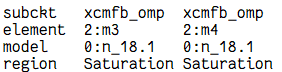 subckt xcmfb_omp xcmfb_omp
element 2:m3 2:m4
model 0:n_18.1 0:n_18.1
region Saturation Saturation